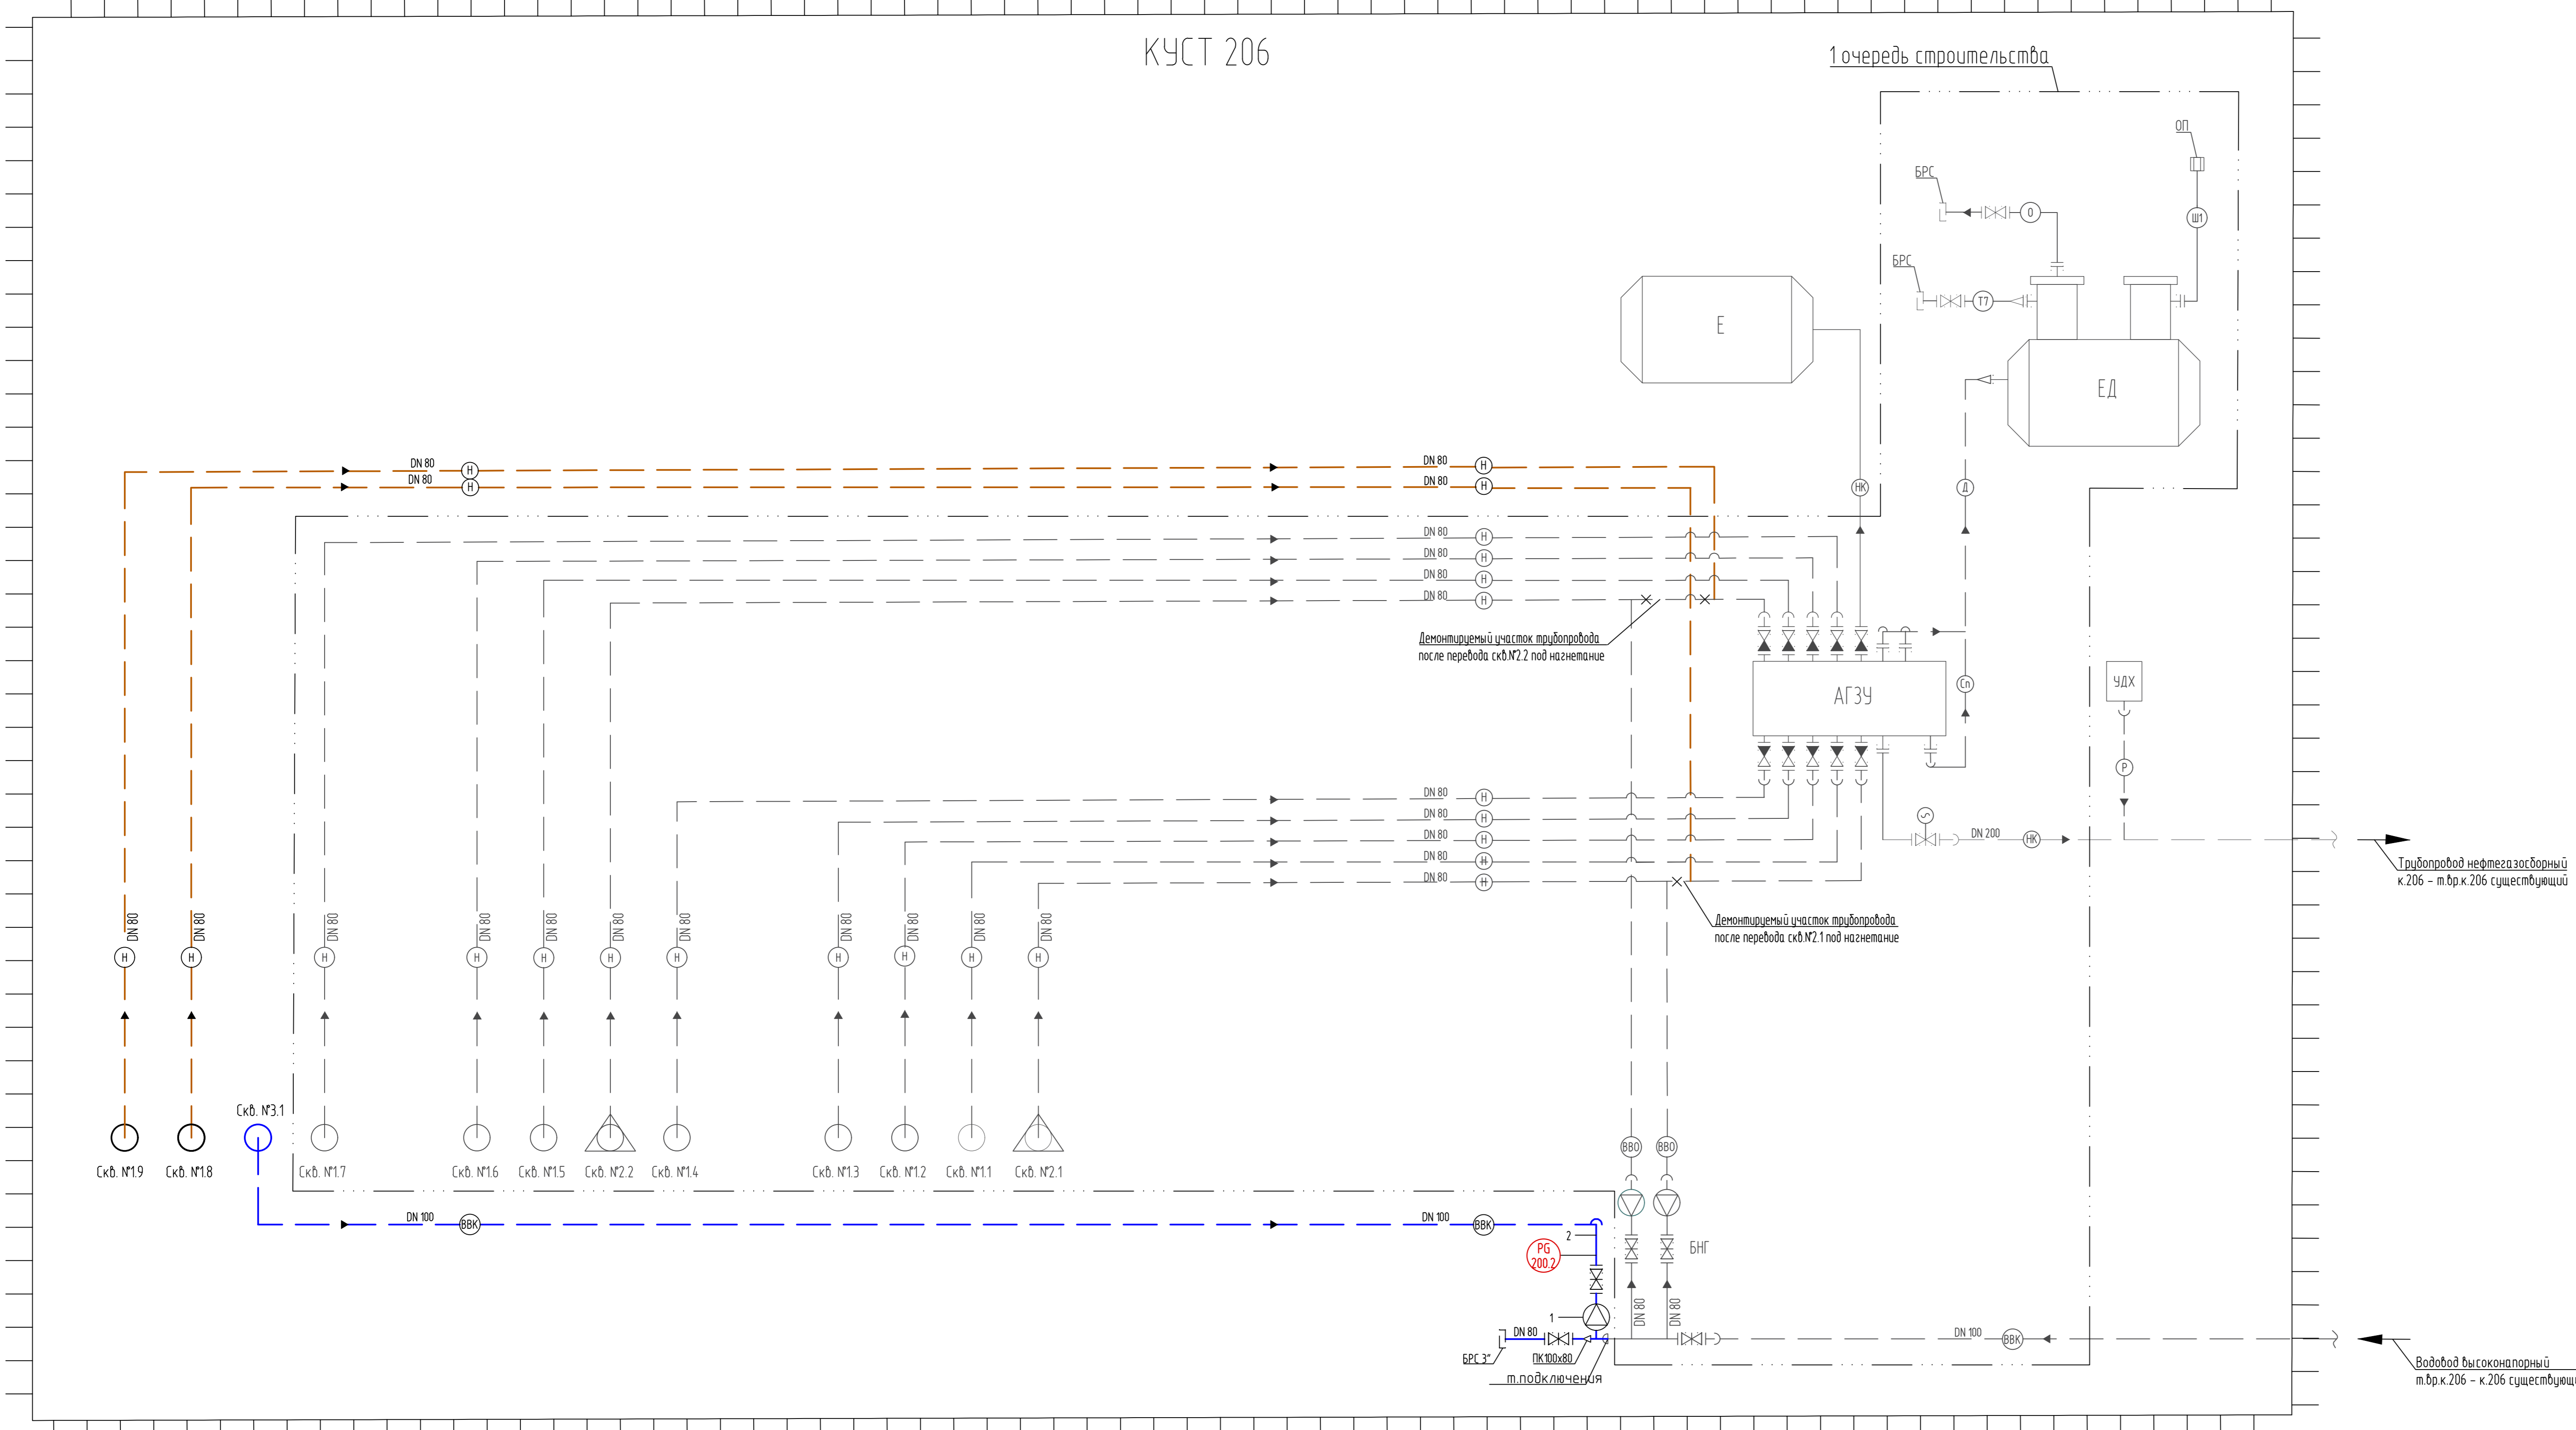 КУСТ 206
1 очередь строительства
ОП
БРС
О
Ш1
БРС
Т7
Е
ЕД
DN 80
Н
DN 80
Н
DN 80
Н
DN 80
Н
НК
Д
DN 80
Н
DN 80
Н
DN 80
Н
DN 80
Н
Демонтируемый участок трубопровода
после перевода скв.№2.2 под нагнетание
АГЗУ
Сп
УДХ
Р
DN 80
Н
DN 80
Н
DN 80
Н
DN 80
Н
DN 80
Н
DN 200
НК
Трубопровод нефтегазосборный
к.206 - т.вр.к.206 существующий
Демонтируемый участок трубопровода
после перевода скв.№2.1 под нагнетание
DN 80
DN 80
DN 80
DN 80
DN 80
DN 80
DN 80
DN 80
DN 80
DN 80
DN 80
Н
Н
Н
Н
Н
Н
Н
Н
Н
Н
Н
Скв. №3.1
Скв. №1.9
Скв. №1.8
Скв. №1.7
Скв. №1.6
Скв. №1.5
Скв. №2.2
Скв. №1.4
Скв. №1.3
Скв. №1.2
Скв. №1.1
Скв. №2.1
ВВО
ВВО
DN 100
ВВК
DN 100
ВВК
2
PG
200.2
БНГ
1
DN 80
DN 80
DN 80
БРС 3"
ПК100х80
т.подключения
DN 100
ВВК
Водовод высоконапорный
т.вр.к.206 - к.206 существующ